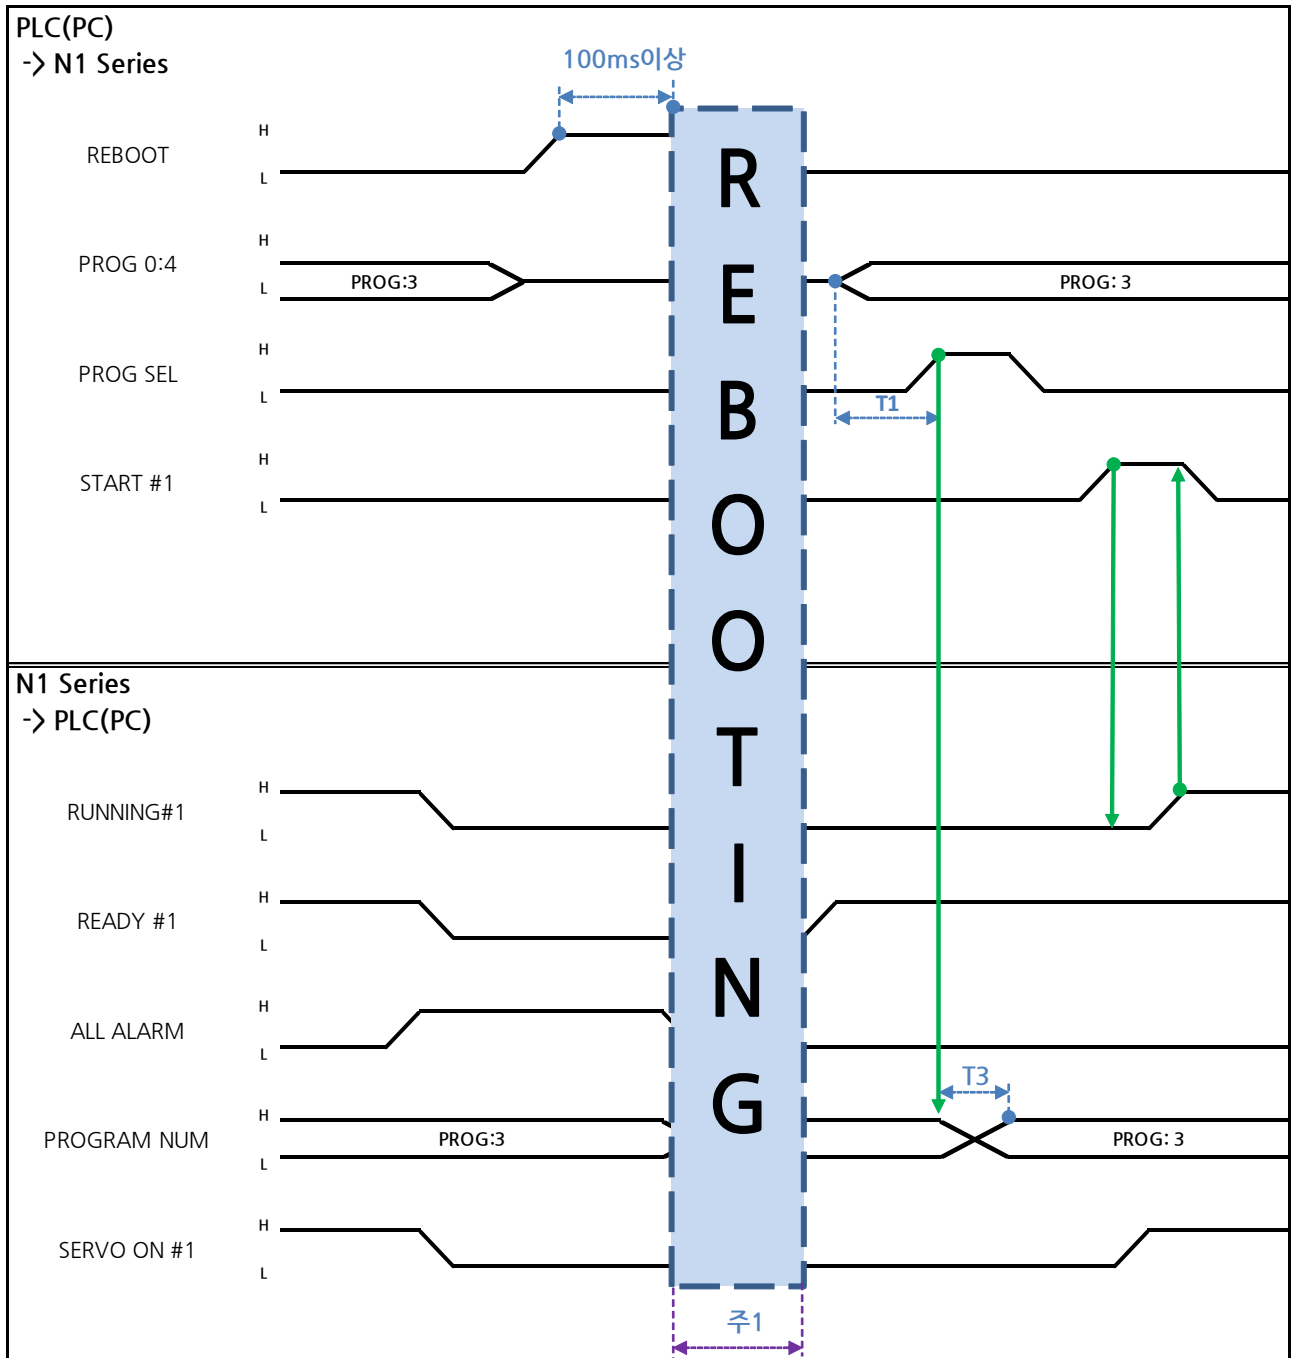 PLC(PC)
-> N1 Series
100ms이상
REBOOT
H
L
PROG 0:4
H
L
PROG:3
PROG: 3
PROG SEL
H
L
T1
START #1
H
L
REBOOTING
N1 Series
-> PLC(PC)
RUNNING#1
H
L
READY #1
H
L
ALL ALARM
H
L
T3
PROGRAM NUM
H
L
PROG:3
PROG: 3
SERVO ON #1
H
L
주1